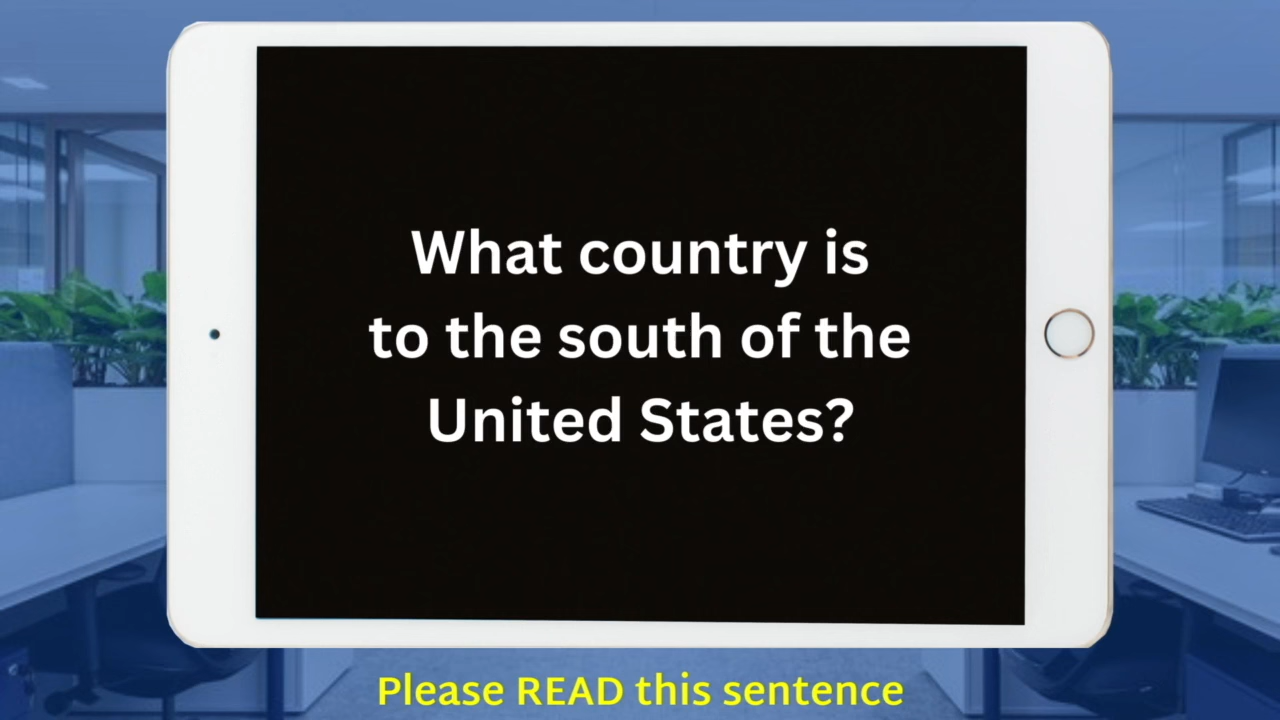 What country is
to the south of the
United States?
Please READ this sentence